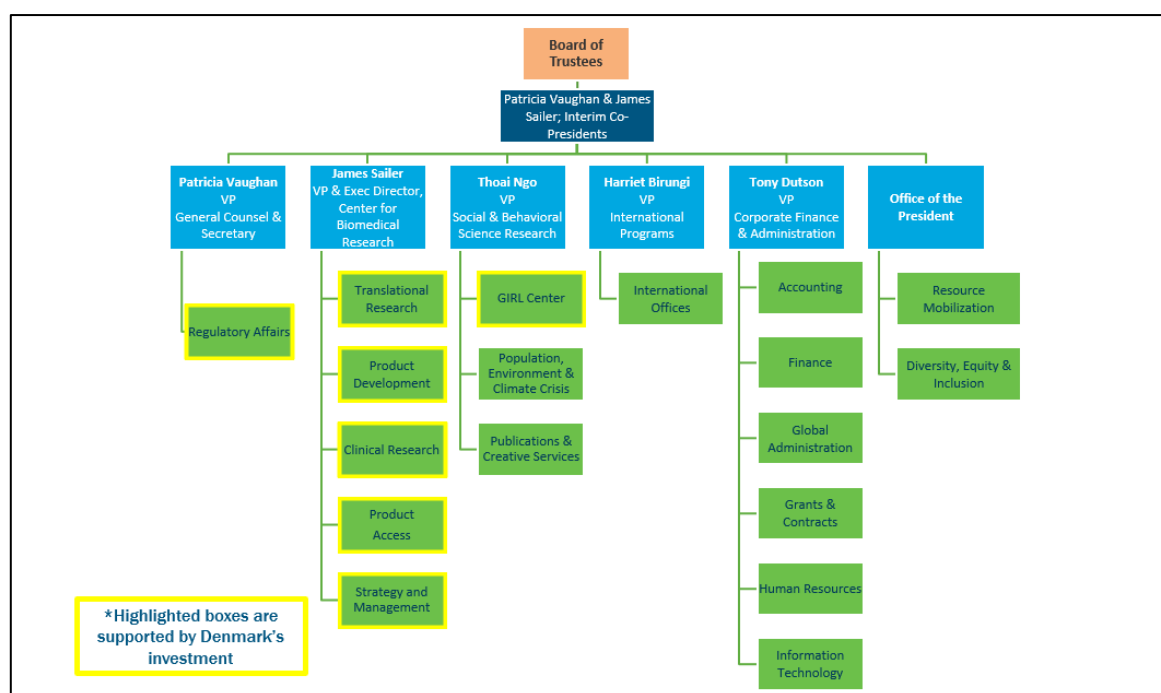 Board of
Trustees
Patricia Vaughan & James
Sailer; Interim Co-
Presidents
Patricia Vaughan
VP
General Counsel &
Secretary
James Sailer
VP & Exec Director,
Center for
Biomedical
Research
Thoai Ngo
VP
Social & Behavioral
Science Research
Harriet Birungi
VP
International
Programs
Tony Dutson
VP
Corporate Finance
& Administration
Office of the
President
Regulatory Affairs
Translational
Research
Product
Development
Clinical Research
Product
Access
Strategy and
Management
GIRL Center
Population,
Environment &
Climate Crisis
Publications &
Creative Services
International
Offices
Accounting
Finance
Global
Administration
Grants &
Contracts
Human Resources
Information
Technology
Resource
Mobilization
Diversity, Equity &
Inclusion
*Highlighted boxes are
supported by Denmark's
investment